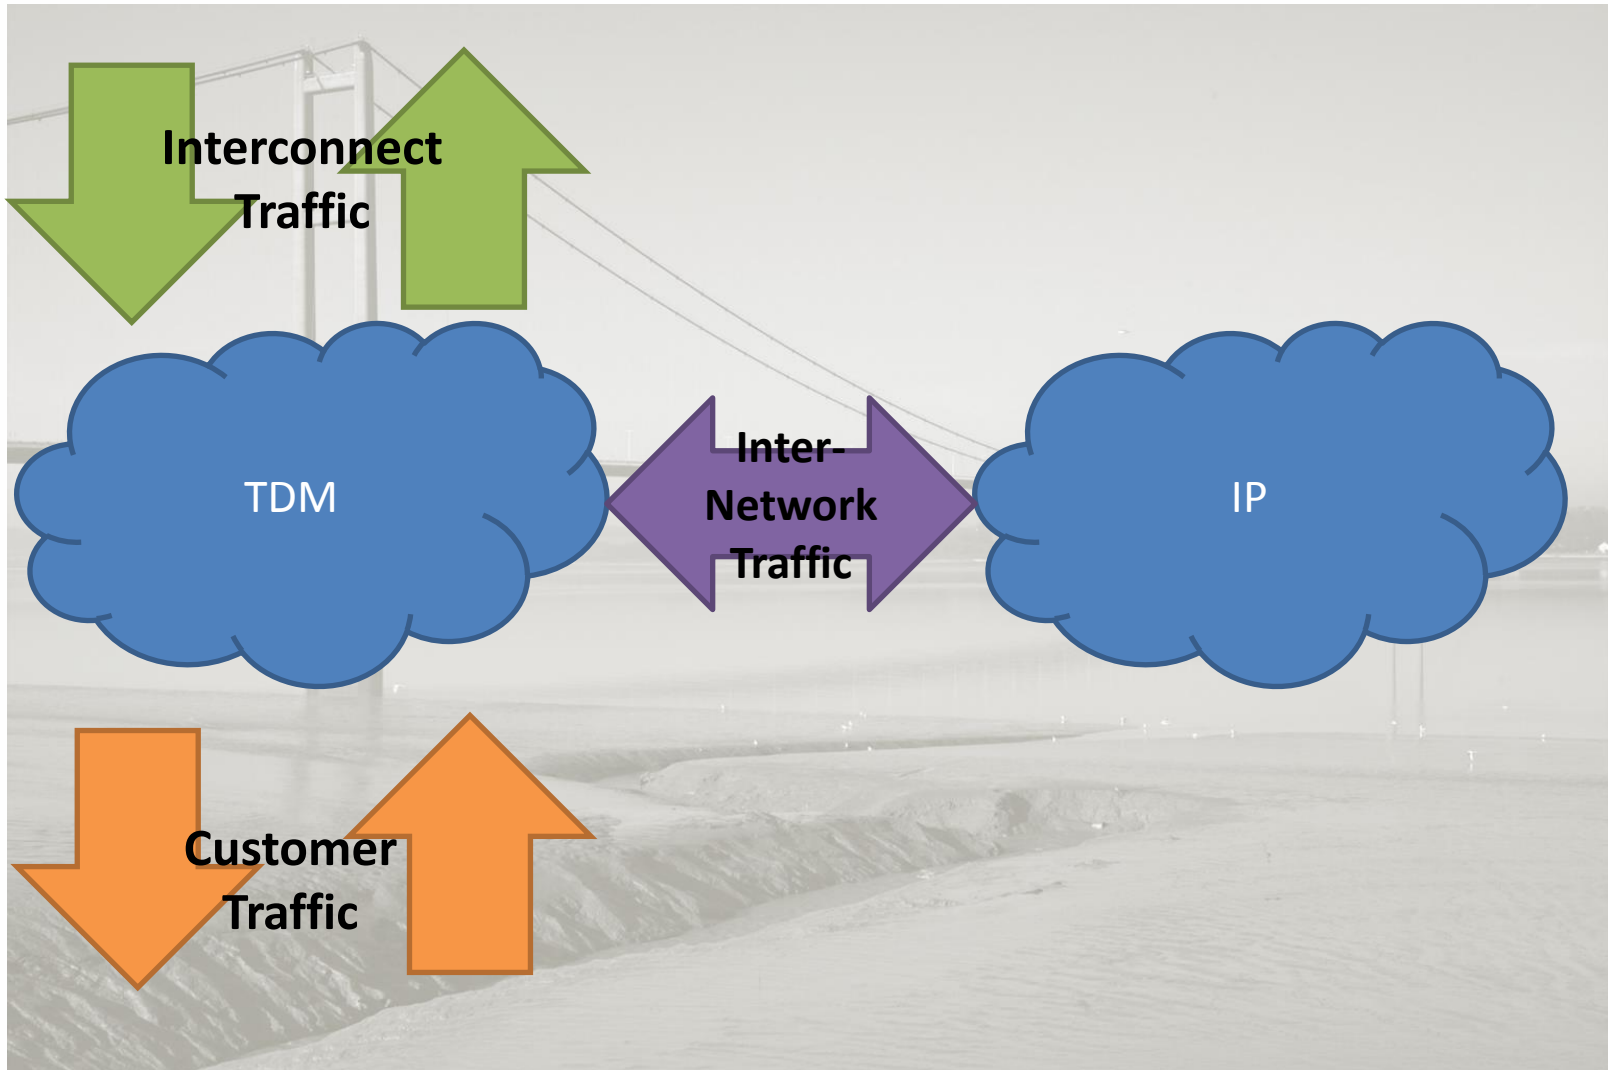 Interconnect
Traffic
TDM
Inter-
Network
Traffic
IP
Customer
Traffic